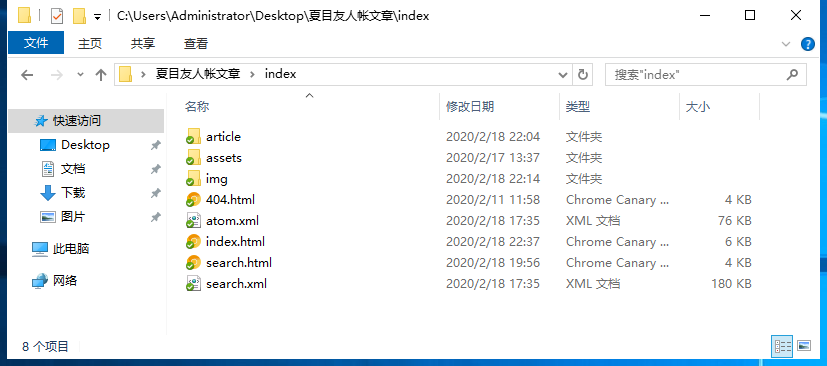 C:\Users\Administrator\Desktop\夏目友人帐文章\index
文件 主页 共享 查看
夏目友人帐文章 index 搜索"index"
名称 修改日期 类型 大小
快速访问
Desktop
文档
下载
图片
此电脑
网络
article 2020/2/18 22:04 文件夹
assets 2020/2/17 13:37 文件夹
img 2020/2/18 22:14 文件夹
404.html 2020/2/11 11:58 Chrome Canary ... 4 KB
atom.xml 2020/2/18 17:35 XML 文档 76 KB
index.html 2020/2/18 22:37 Chrome Canary ... 6 KB
search.html 2020/2/18 19:56 Chrome Canary ... 4 KB
search.xml 2020/2/18 17:35 XML 文档 180 KB
8 个项目